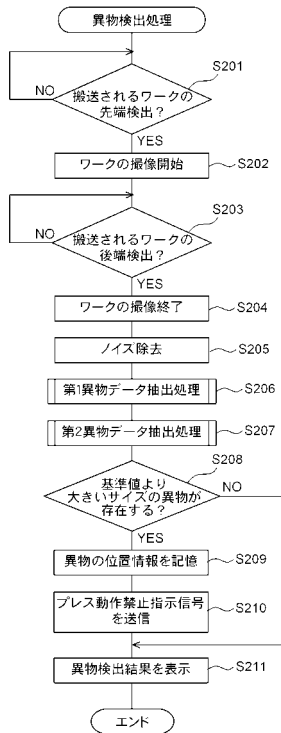 異物検出処理
S201
搬送されるワークの
先端検出？
NO
YES
ワークの撮像開始
S202
S203
搬送されるワークの
後端検出？
NO
YES
ワークの撮像終了
S204
ノイズ除去
S205
第1異物データ抽出処理
S206
第2異物データ抽出処理
S207
S208
基準値より
大きいサイズの異物が
存在する？
NO
YES
異物の位置情報を記憶
S209
プレス動作禁止指示信号
を送信
S210
異物検出結果を表示
S211
エンド